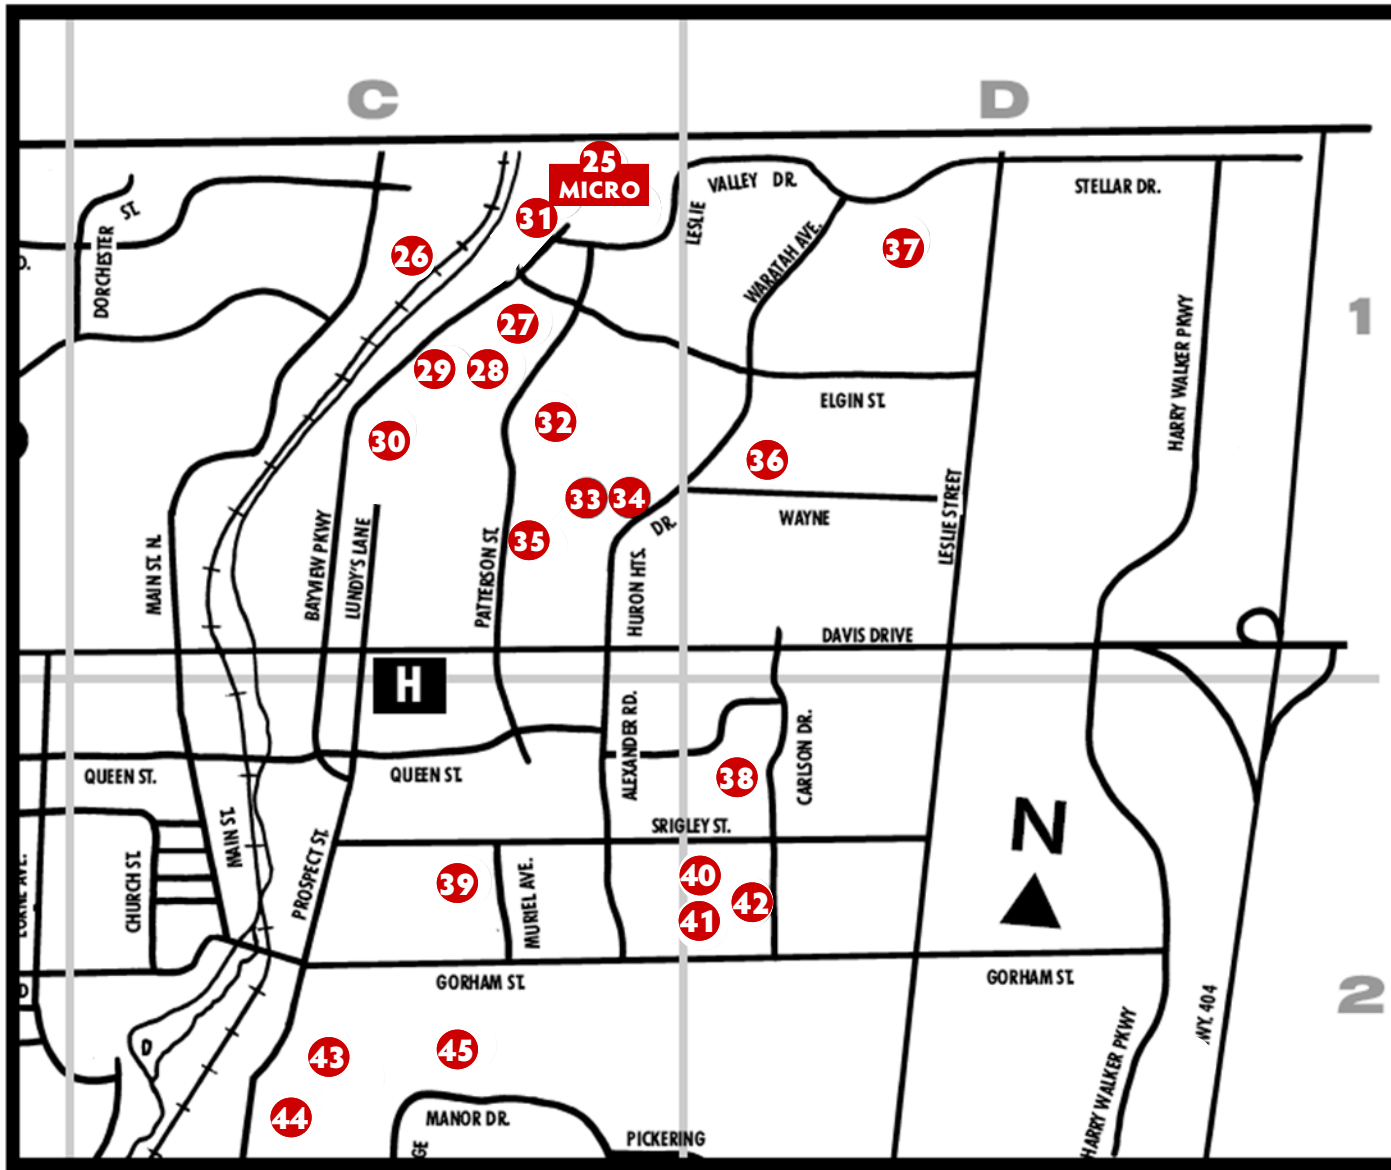 C
D
25
MICRO
VALLEY DR.
STELLAR DR.
ST.
31
LESLIE
26
DORCHESTER
WARATAH AVE.
37
D.
1
27
HARRY WALKER PKWY
29
28
ELGIN ST.
32
30
36
33
34
WAYNE
DR.
LESLIE STREET
35
MAIN ST. N.
BAYVIEW PKWY
LUNDY'S LANE
PATTERSON ST.
HURON HTS.
DAVIS DRIVE
H
ALEXANDER RD.
CARLSON DR.
QUEEN ST.
QUEEN ST.
38
SRIGLEY ST.
MAIN ST.
N
PROSPECT ST.
CHURCH ST.
39
MURIEL AVE.
40
42
41
GORHAM ST.
GORHAM ST.
D
2
WY. 404
D
43
45
HARRY WALKER PKWY
44
MANOR DR.
GE
PICKERING